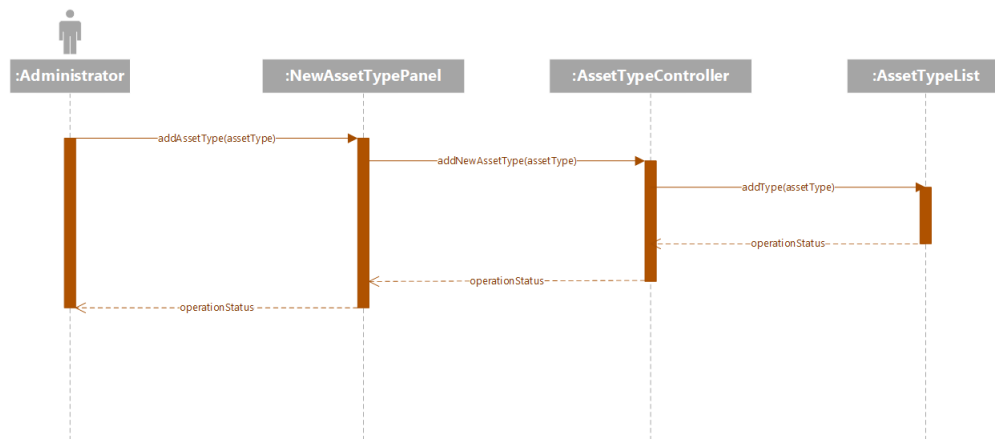 :Administrator
:NewAssetTypePanel
:AssetTypeController
:AssetTypeList
addAssetType(assetType)
addNewAssetType(assetType)
addType(assetType)
operationStatus
operationStatus
operationStatus